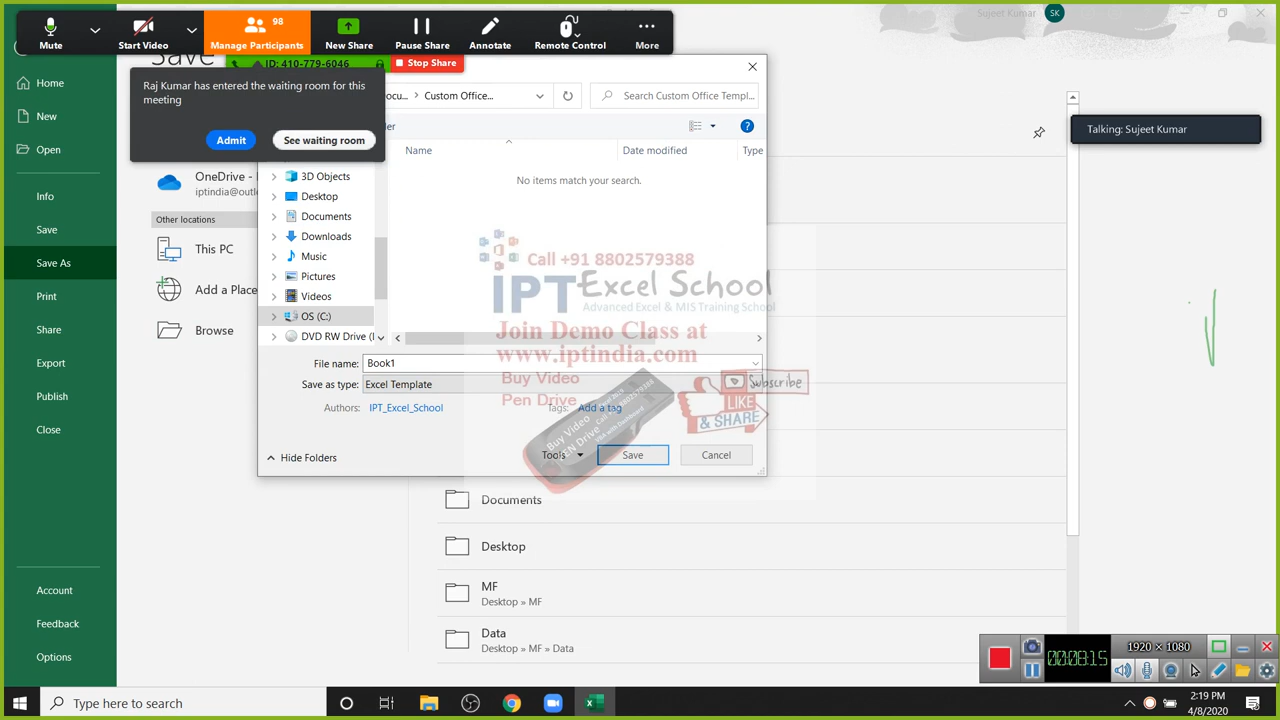 Mute
Start Video
98
Manage Participants
New Share
Pause Share
Annotate
Remote Control
More
Sujeet Kumar
SK
Save
ID: 410-779-6046
Stop Share
Raj Kumar has entered the waiting room for this
meeting
Admit
See waiting room
Talking: Sujeet Kumar
Home
New
Open
Info
Save
Save As
Print
Share
Export
Publish
Close
Account
Feedback
Options
OneDrive -
iptindia@outl
Other locations
This PC
Add a Place
Browse
Custom Office...
Search Custom Office Templ...
Name
Date modified
Type
No items match your search.
3D Objects
Desktop
Documents
Downloads
Music
Pictures
Videos
OS (C:)
DVD RW Drive (
File name:
Book1
Save as type:
Excel Template
Authors:
IPT_Excel_School
Tags:
Add a tag
Hide Folders
Tools
Save
Cancel
Call +91 8802579388
IPT Excel School
Advanced Excel & MIS Training School
Join Demo Class at
www.iptindia.com
Buy Video
Pen Drive
Subscribe
LIKE
& SHARE
Documents
Desktop
MF
Desktop » MF
Data
Desktop » MF » Data
00:08:15
1920 × 1080
Type here to search
2:19 PM
4/8/2020